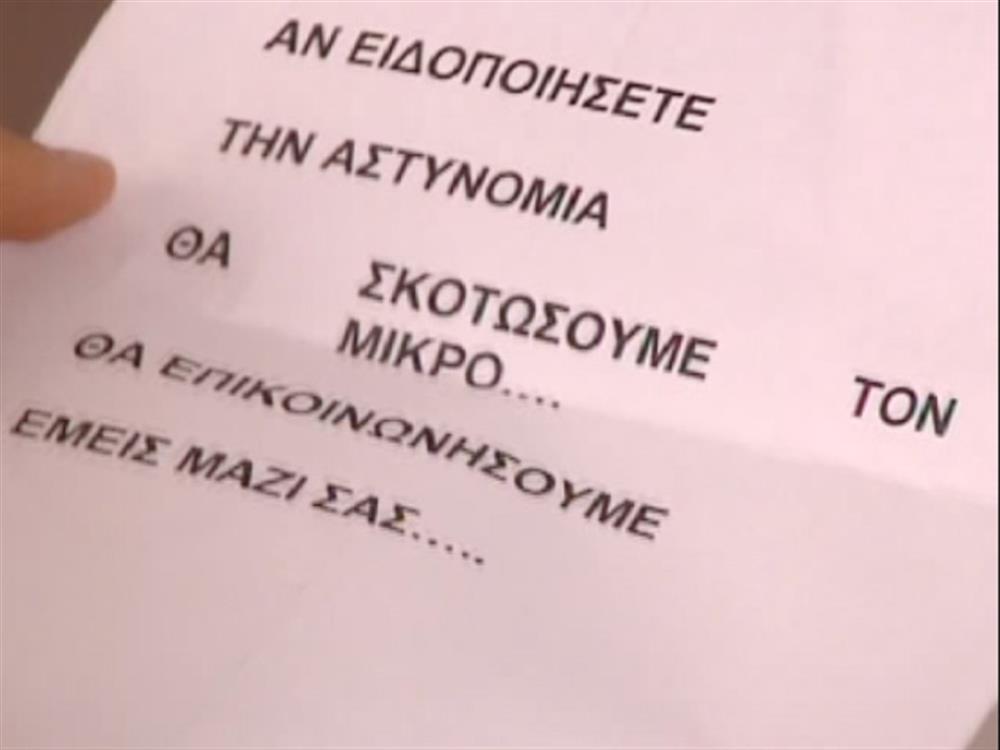 ΑΝ ΕΙΔΟΠΟΙΗΣΕΤΕ
ΤΗΝ ΑΣΤΥΝΟΜΙΑ
ΘΑ ΣΚΟΤΩΣΟΥΜΕ ΤΟΝ
ΜΙΚΡΟ....
ΘΑ ΕΠΙΚΟΙΝΩΝΗΣΟΥΜΕ
ΕΜΕΙΣ ΜΑΖΙ ΣΑΣ.....